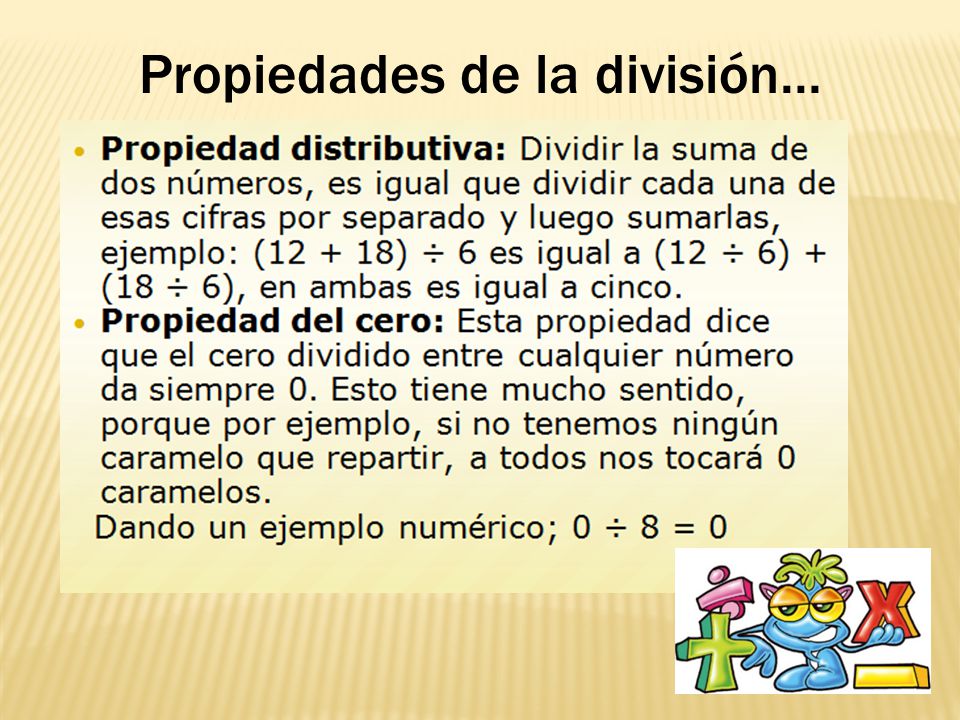 Propiedades de la división…
• Propiedad distributiva: Dividir la suma de
dos números, es igual que dividir cada una de
esas cifras por separado y luego sumarlas,
ejemplo: (12 + 18) ÷ 6 es igual a (12 ÷ 6) +
(18 ÷ 6), en ambas es igual a cinco.
• Propiedad del cero: Esta propiedad dice
que el cero dividido entre cualquier número
da siempre 0. Esto tiene mucho sentido,
porque por ejemplo, si no tenemos ningún
caramelo que repartir, a todos nos tocará 0
caramelos.
Dando un ejemplo numérico; 0 ÷ 8 = 0